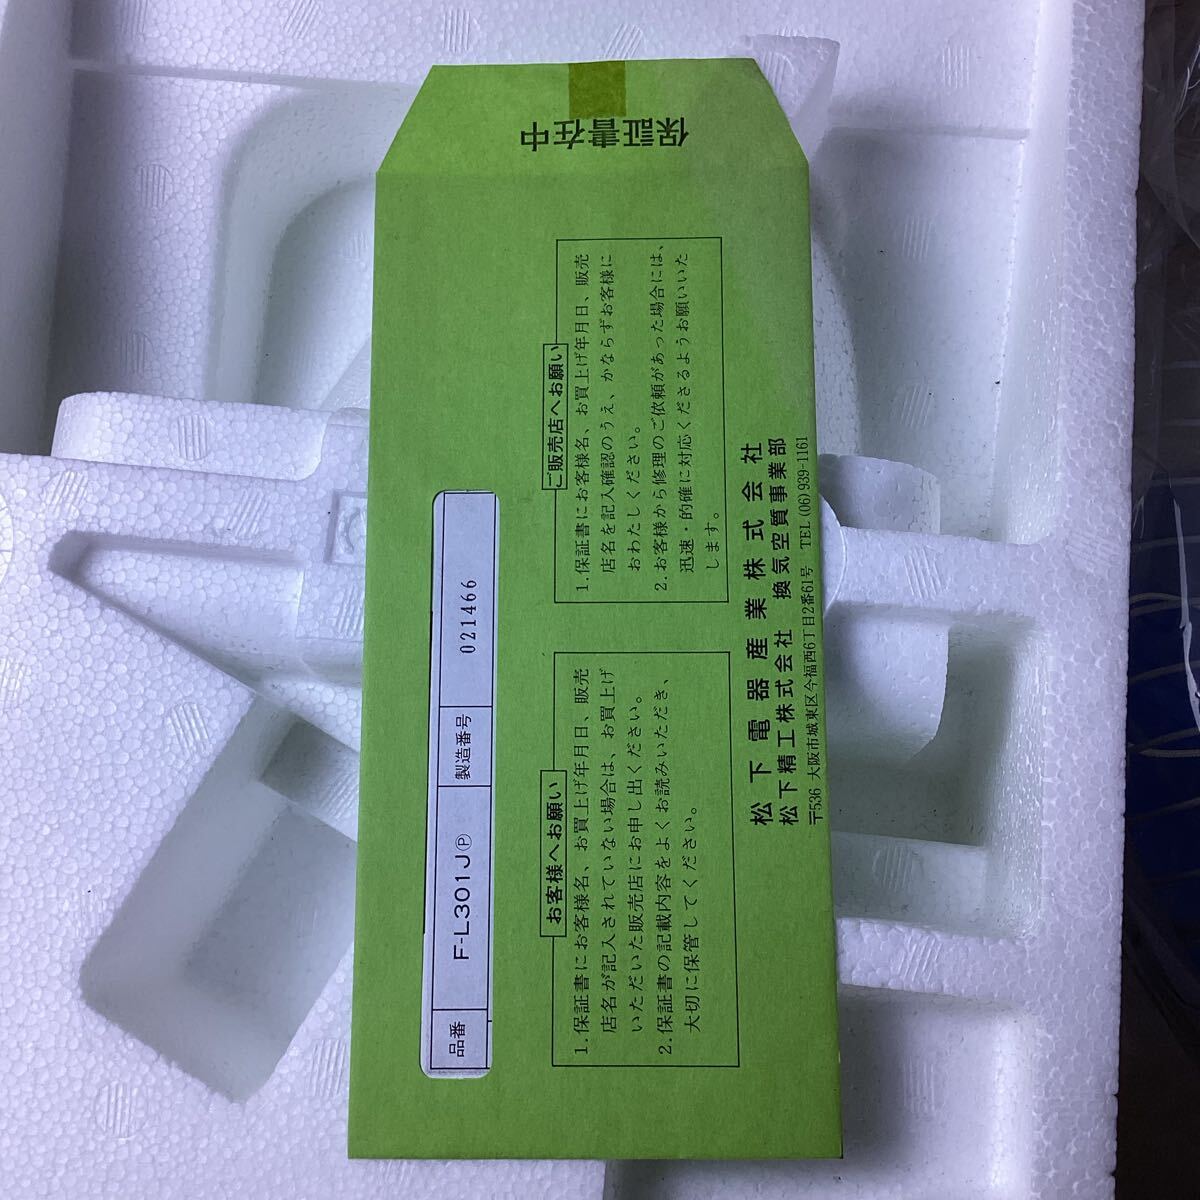 保証書在中
品番 F-L301JⓅ 製造番号 021466
お客様へお願い
1.保証書にお客様名、お買上げ年月日、販売
店名が記入されていない場合は、お買上げ
いただいた販売店にお申し出ください。
2.保証書の記載内容をよくお読みいただき、
大切に保管してください。
ご販売店へお願い
1.保証書にお客様名、お買上げ年月日、販売
店名を記入確認のうえ、かならずお客様に
おわたしください。
2.お客様から修理のご依頼があった場合には、
迅速・的確に対応くださるようお願いいた
します。
松下電器産業株式会社
松下精工株式会社 換気空質事業部
〒536 大阪市城東区今福西6丁目2番61号 TEL (06)939-1161